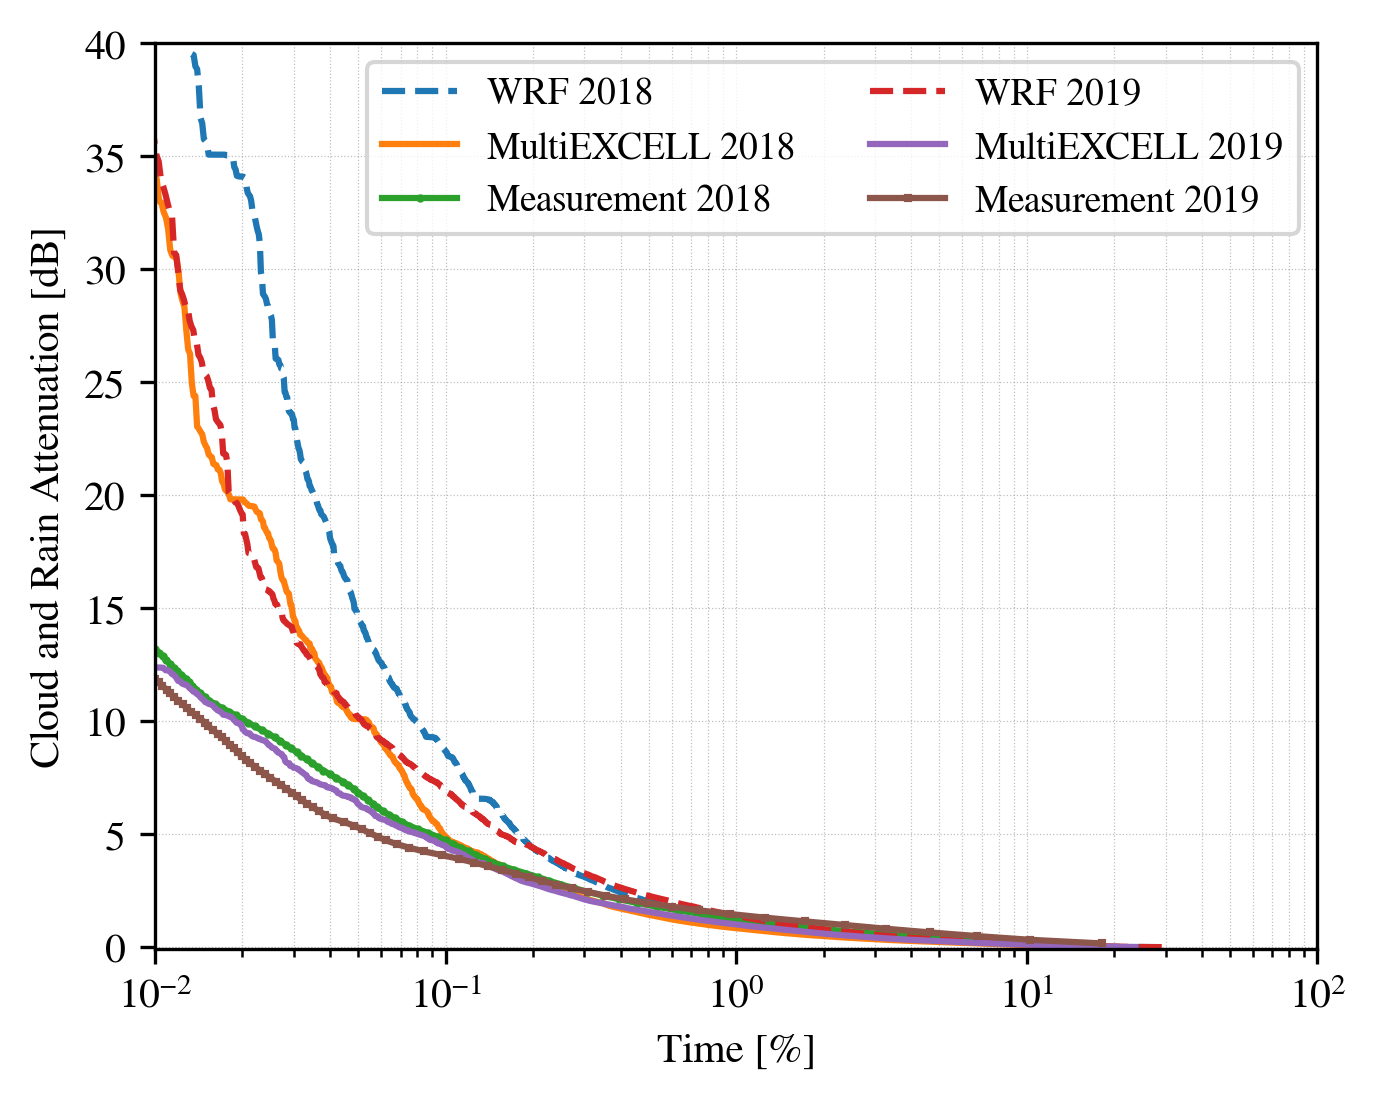 40
35
30
25
20
15
10
5
0
Cloud and Rain Attenuation [dB]
WRF 2018
MultiEXCELL 2018
Measurement 2018
WRF 2019
MultiEXCELL 2019
Measurement 2019
10⁻² 10⁻¹ 10⁰ 10¹ 10²
Time [%]